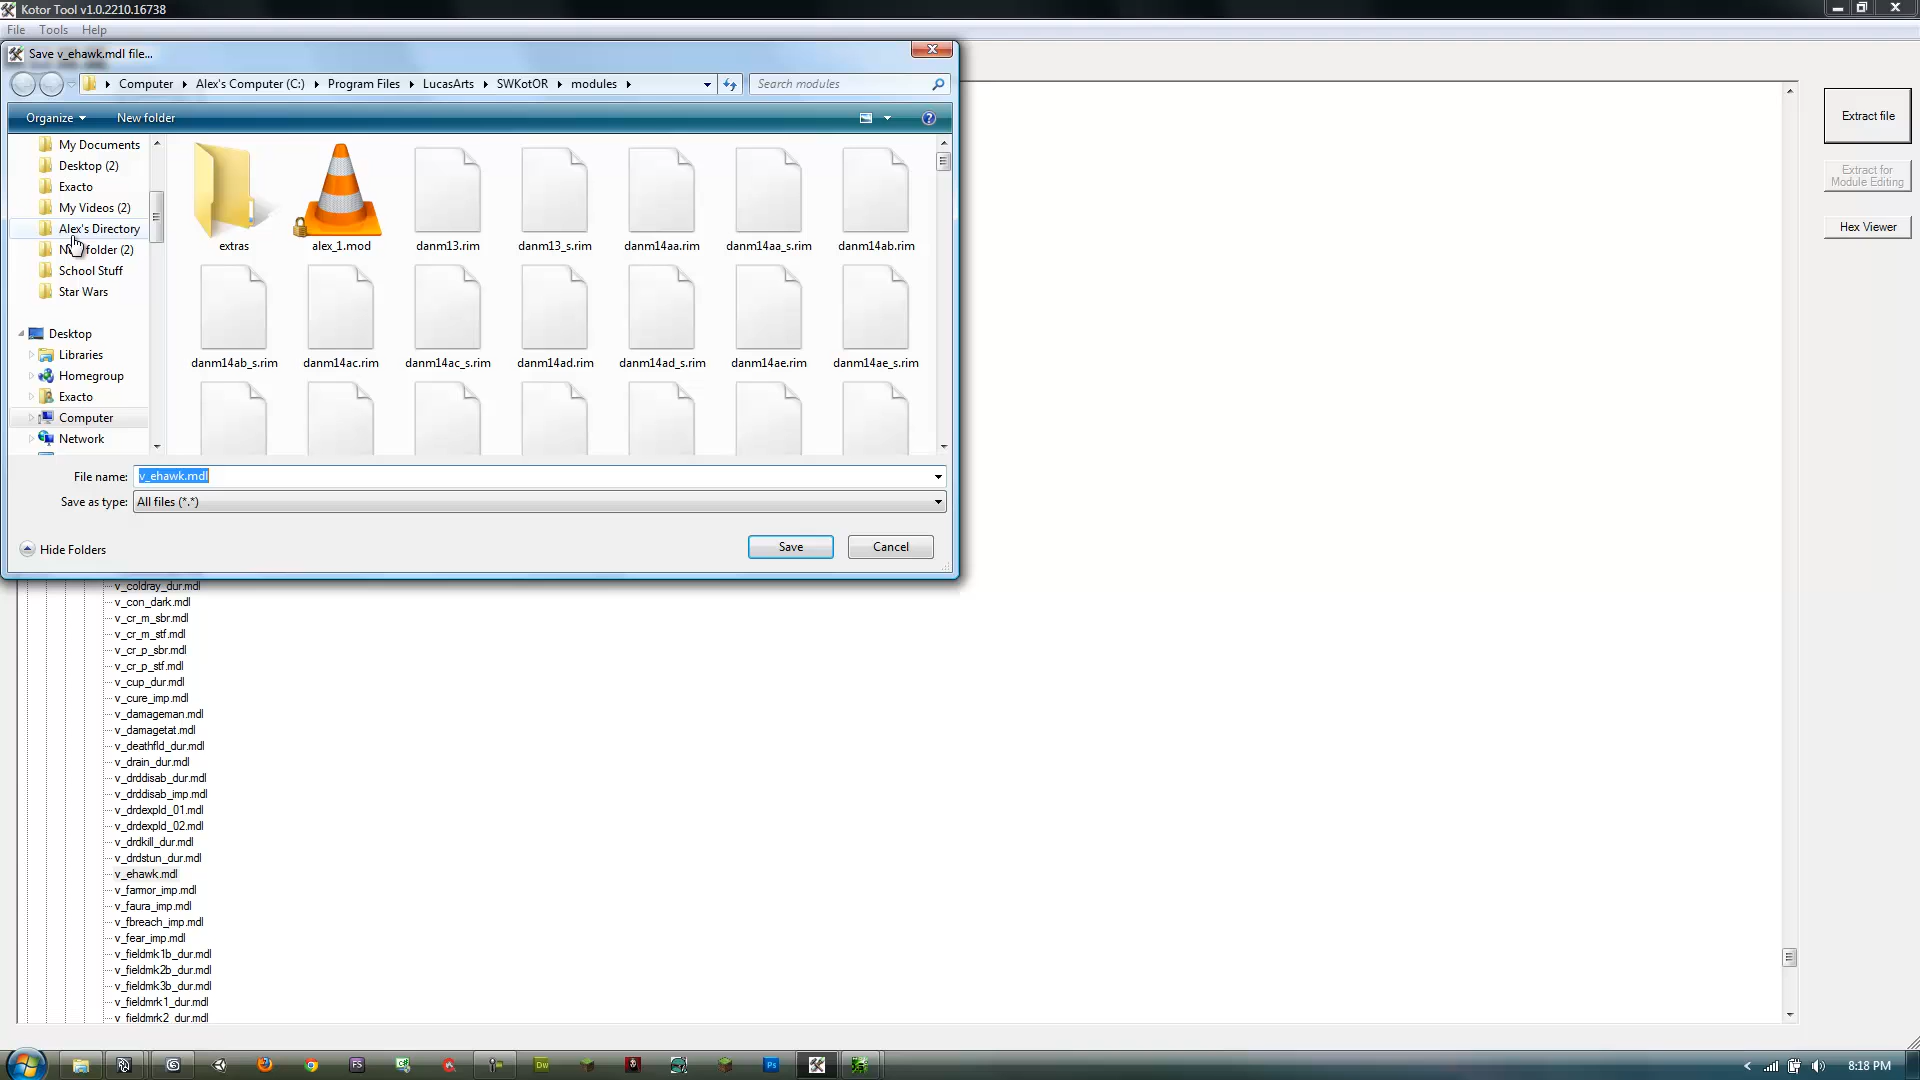 Kotor Tool v1.0.2210.16738
File Tools Help
Save v_ehawk.mdl file...
Computer Alex's Computer (C:) Program Files LucasArts SWKotOR modules
Search modules
Organize New folder
My Documents
Desktop (2)
Exacto
My Videos (2)
Alex's Directory
folder (2)
School Stuff
Star Wars
Desktop
Libraries
Homegroup
Exacto
Computer
Network
extras
alex_1.mod
danm13.rim
danm13_s.rim
danm14aa.rim
danm14aa_s.rim
danm14ab.rim
danm14ab_s.rim
danm14ac.rim
danm14ac_s.rim
danm14ad.rim
danm14ad_s.rim
danm14ae.rim
danm14ae_s.rim
File name: v_ehawk.mdl
Save as type: All files (*.*)
Hide Folders
Save
Cancel
Extract file
Extract for
Module Editing
Hex Viewer
v_coldray_dur.mdl
v_con_dark.mdl
v_cr_m_sbr.mdl
v_cr_m_stf.mdl
v_cr_p_sbr.mdl
v_cr_p_stf.mdl
v_cup_dur.mdl
v_cure_imp.mdl
v_damageman.mdl
v_damagetat.mdl
v_deathfld_dur.mdl
v_drain_dur.mdl
v_drddisab_dur.mdl
v_drddisab_imp.mdl
v_drdexpld_01.mdl
v_drdexpld_02.mdl
v_drdkill_dur.mdl
v_drdstun_dur.mdl
v_ehawk.mdl
v_farmor_imp.mdl
v_faura_imp.mdl
v_fbreach_imp.mdl
v_fear_imp.mdl
v_fieldmk1b_dur.mdl
v_fieldmk2b_dur.mdl
v_fieldmk3b_dur.mdl
v_fieldmrk1_dur.mdl
v_fieldmrk2_dur.mdl
FS
Dw
Ps
8:18 PM